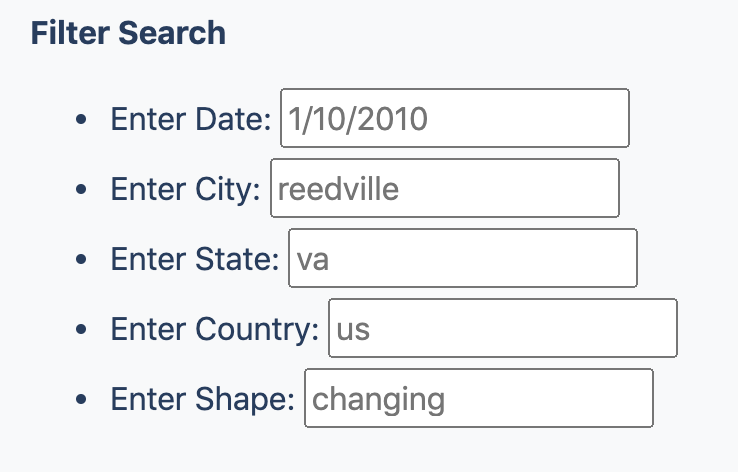 Filter Search
• Enter Date: 1/10/2010
• Enter City: reedville
• Enter State: va
• Enter Country: us
• Enter Shape: changing